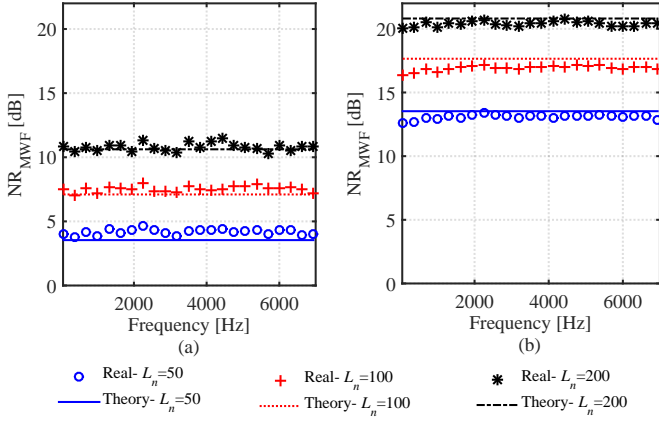 20
15
10
5
0
NR_MWF [dB]
2000 4000 6000
Frequency [Hz]
(a)
20
15
10
5
0
NR_MWF [dB]
2000 4000 6000
Frequency [Hz]
(b)
Real- L_n=50
Real- L_n=100
Real- L_n=200
Theory- L_n=50
Theory- L_n=100
Theory- L_n=200